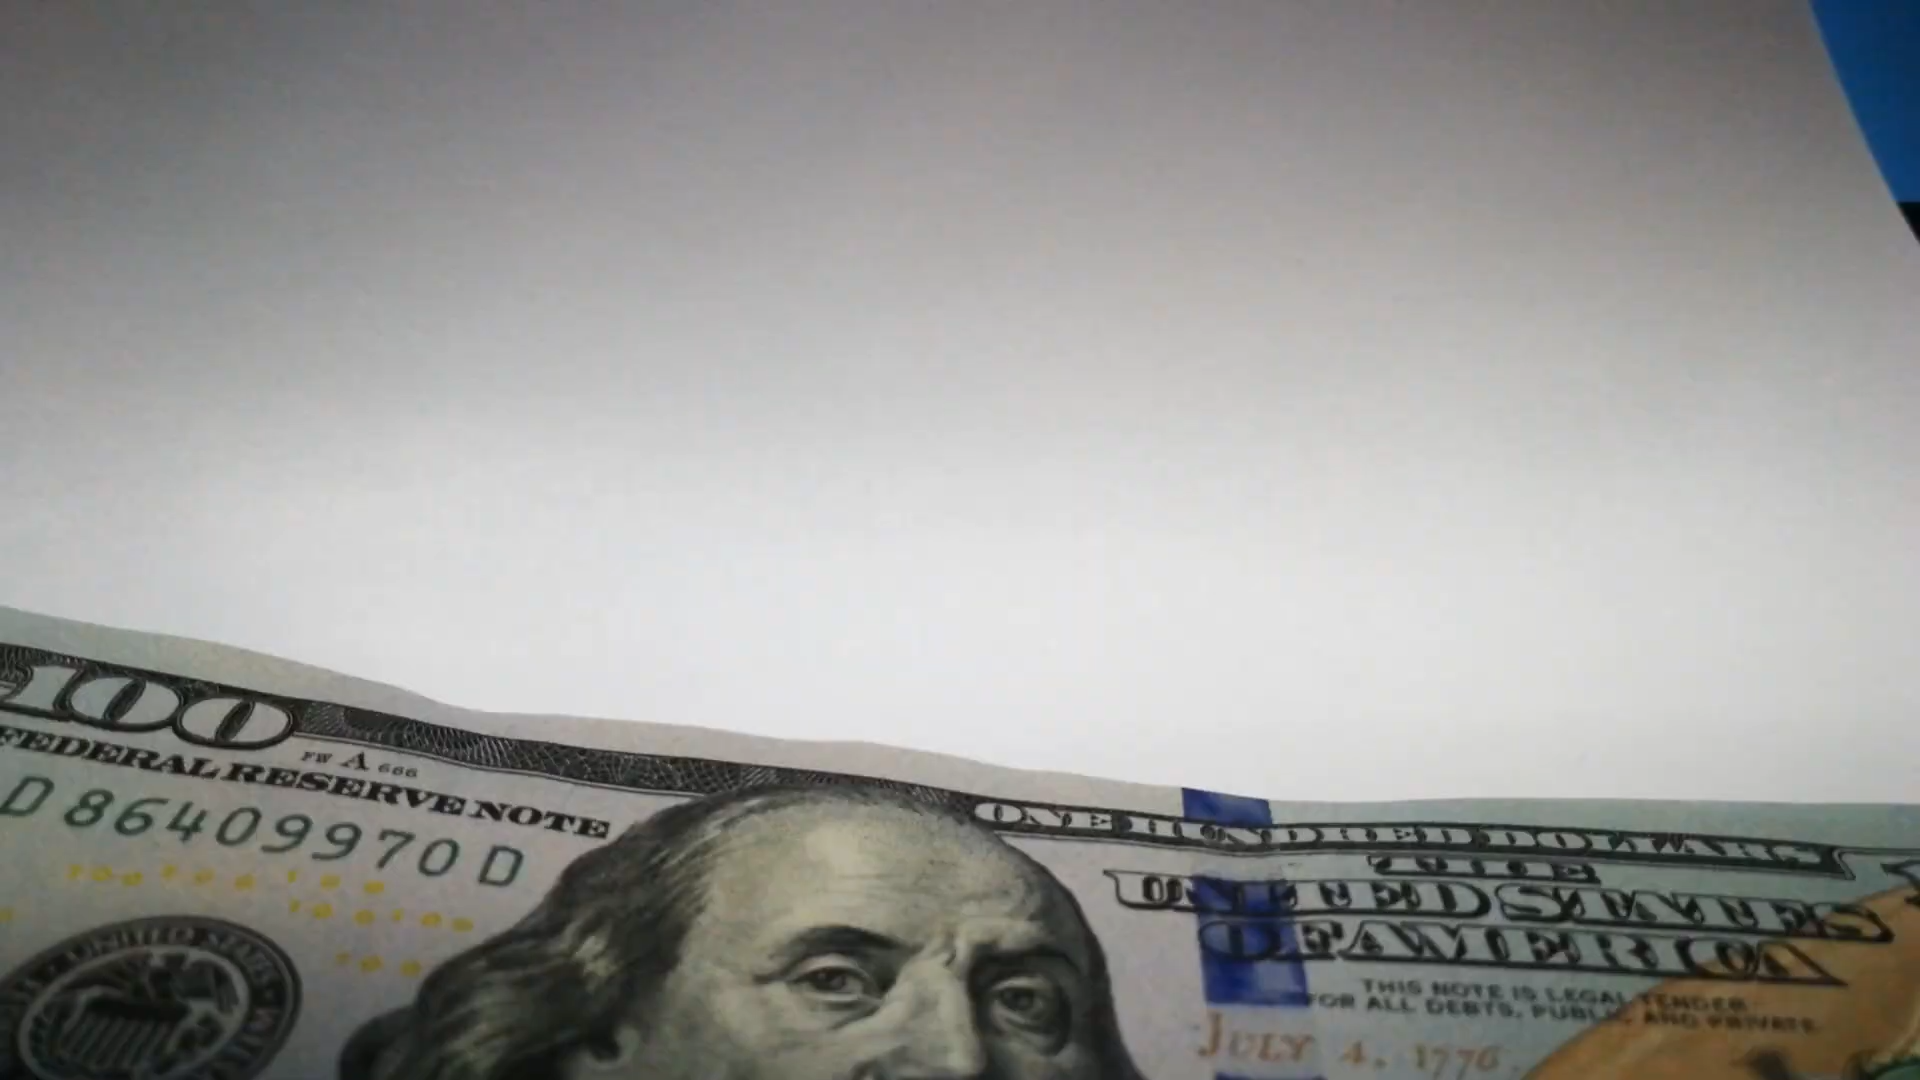 100
FEDERAL RESERVE NOTE
FW A 666
D 86409970 D
ONE HUNDRED DOLLARS
THE
UNITED STATES
OF AMERICA
THIS NOTE IS LEGAL TENDER
FOR ALL DEBTS, PUBLIC AND PRIVATE
JULY 4, 1776.